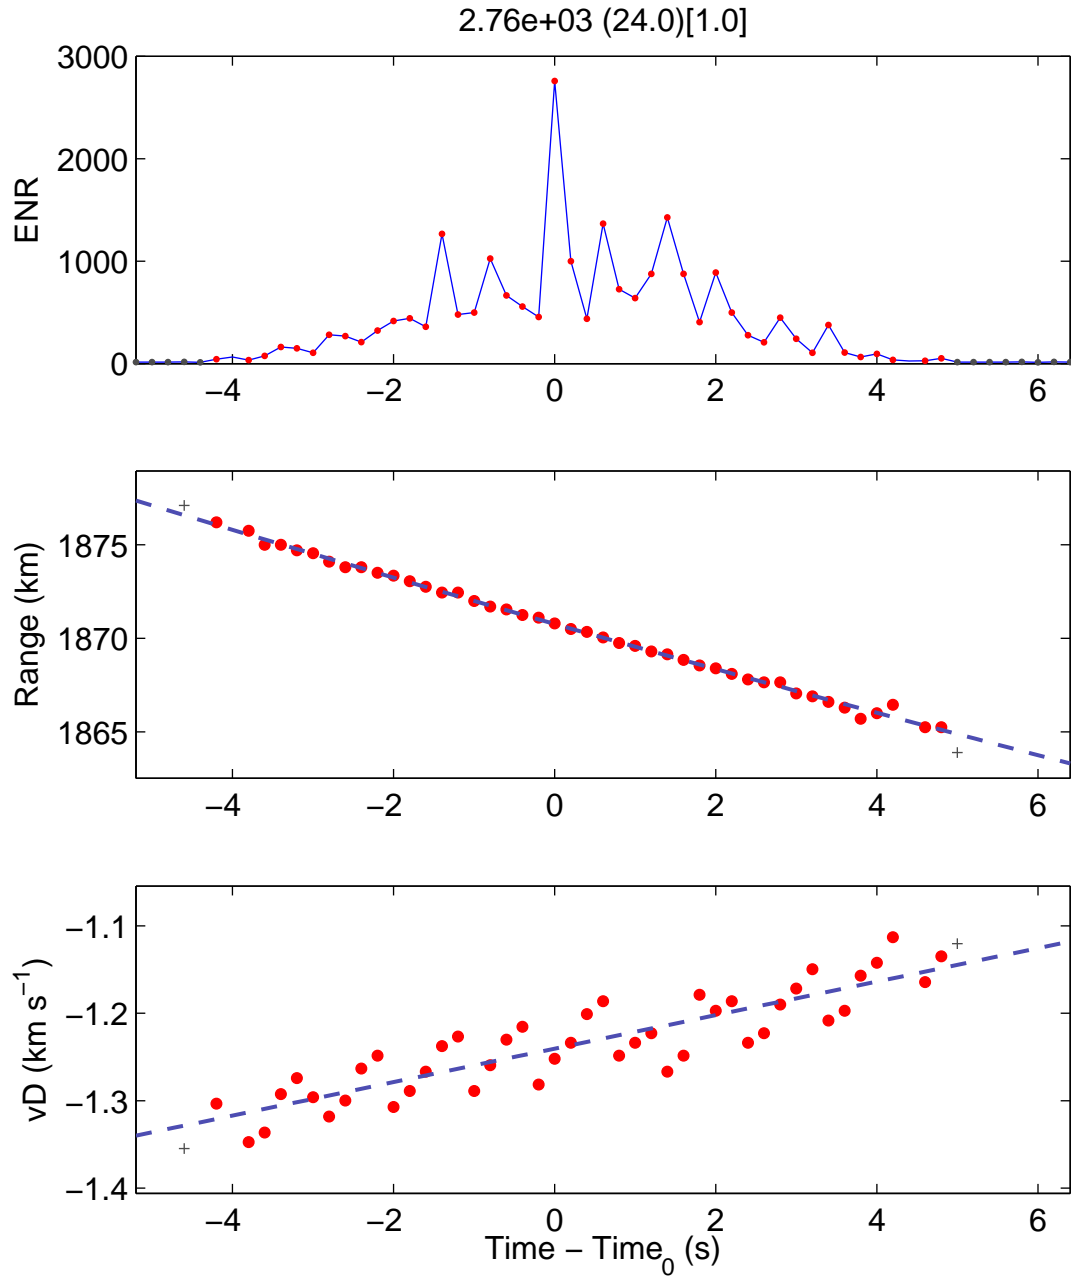 2.76e+03 (24.0)[1.0]
3000
2000
1000
0
ENR
−4 −2 0 2 4 6
1875
1870
1865
Range (km)
−4 −2 0 2 4 6
−1.1
−1.2
−1.3
−1.4
vD (km s⁻¹)
−4 −2 0 2 4 6
Time − Time₀ (s)